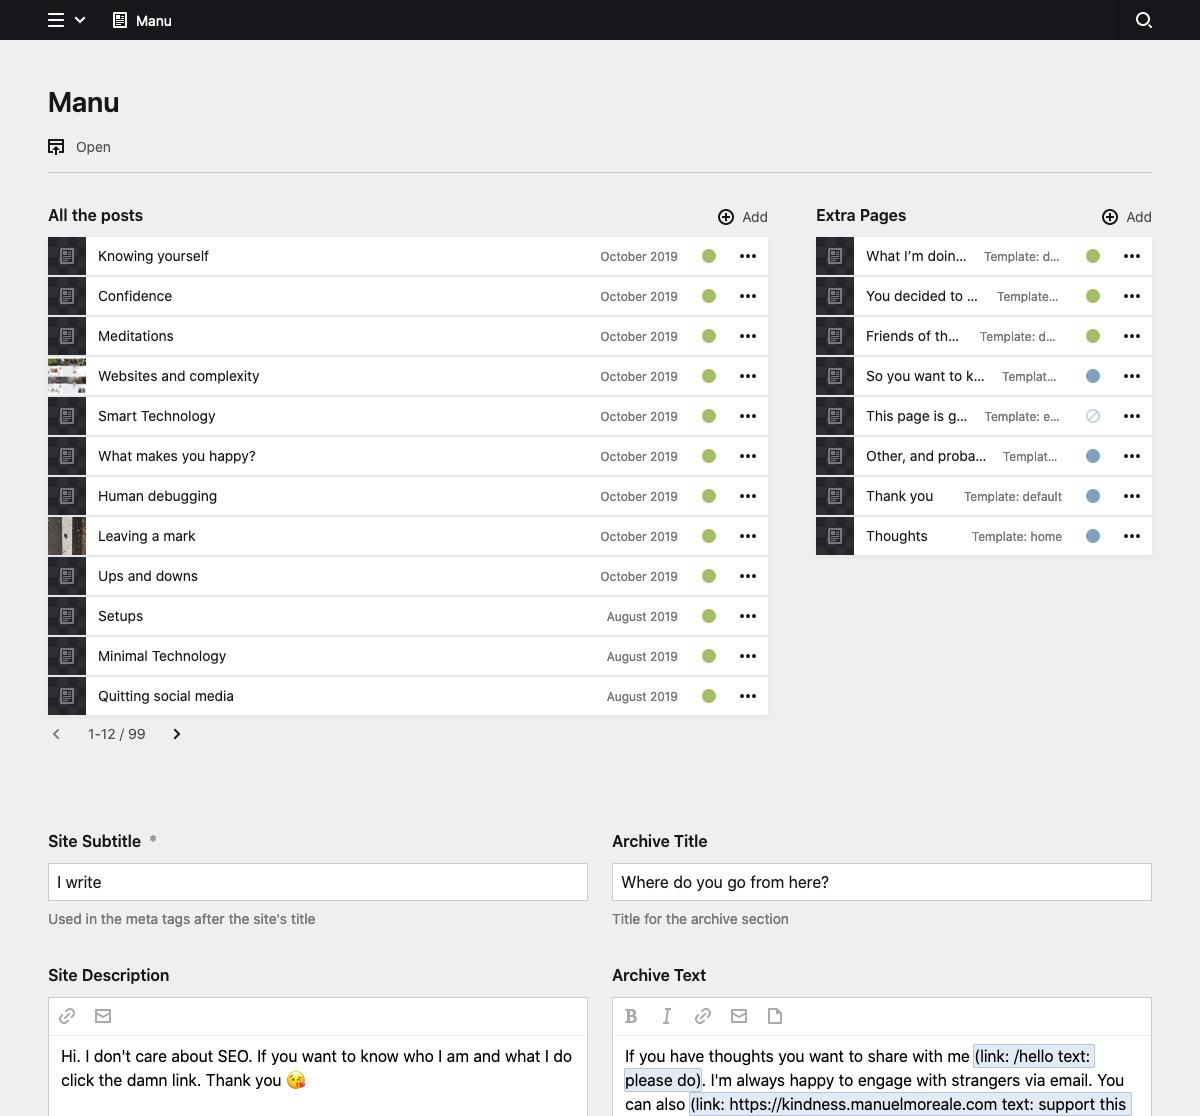 Manu
Manu
Open
All the posts
Add
Knowing yourself October 2019
Confidence October 2019
Meditations October 2019
Websites and complexity October 2019
Smart Technology October 2019
What makes you happy? October 2019
Human debugging October 2019
Leaving a mark October 2019
Ups and downs October 2019
Setups August 2019
Minimal Technology August 2019
Quitting social media August 2019
1-12 / 99
Extra Pages
Add
What I’m doin... Template: d...
You decided to ... Template...
Friends of th... Template: d...
So you want to k... Templat...
This page is g... Template: e...
Other, and proba... Templat...
Thank you Template: default
Thoughts Template: home
Site Subtitle *
I write
Used in the meta tags after the site's title
Archive Title
Where do you go from here?
Title for the archive section
Site Description
Hi. I don't care about SEO. If you want to know who I am and what I do
click the damn link. Thank you 😘
Archive Text
B I
If you have thoughts you want to share with me (link: /hello text:
please do). I'm always happy to engage with strangers via email. You
can also (link: https://kindness.manuelmoreale.com text: support this